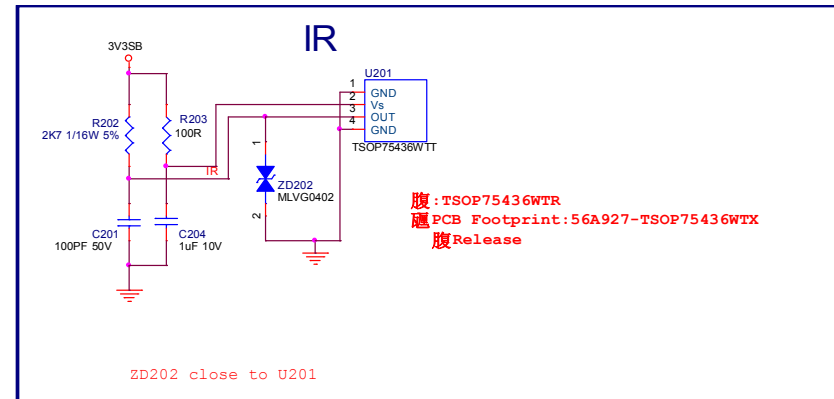 IR
3V3SB
U201
1
GND
2
Vs
3
OUT
4
GND
TSOP75436WTT
R202
2K7 1/16W 5%
R203
100R
IR
1
ZD202
MLVG0402
2
C201
100PF 50V
C204
1uF 10V
:TSOP75436WTR
PCB Footprint:56A927-TSOP75436WTX
Release
ZD202 close to U201